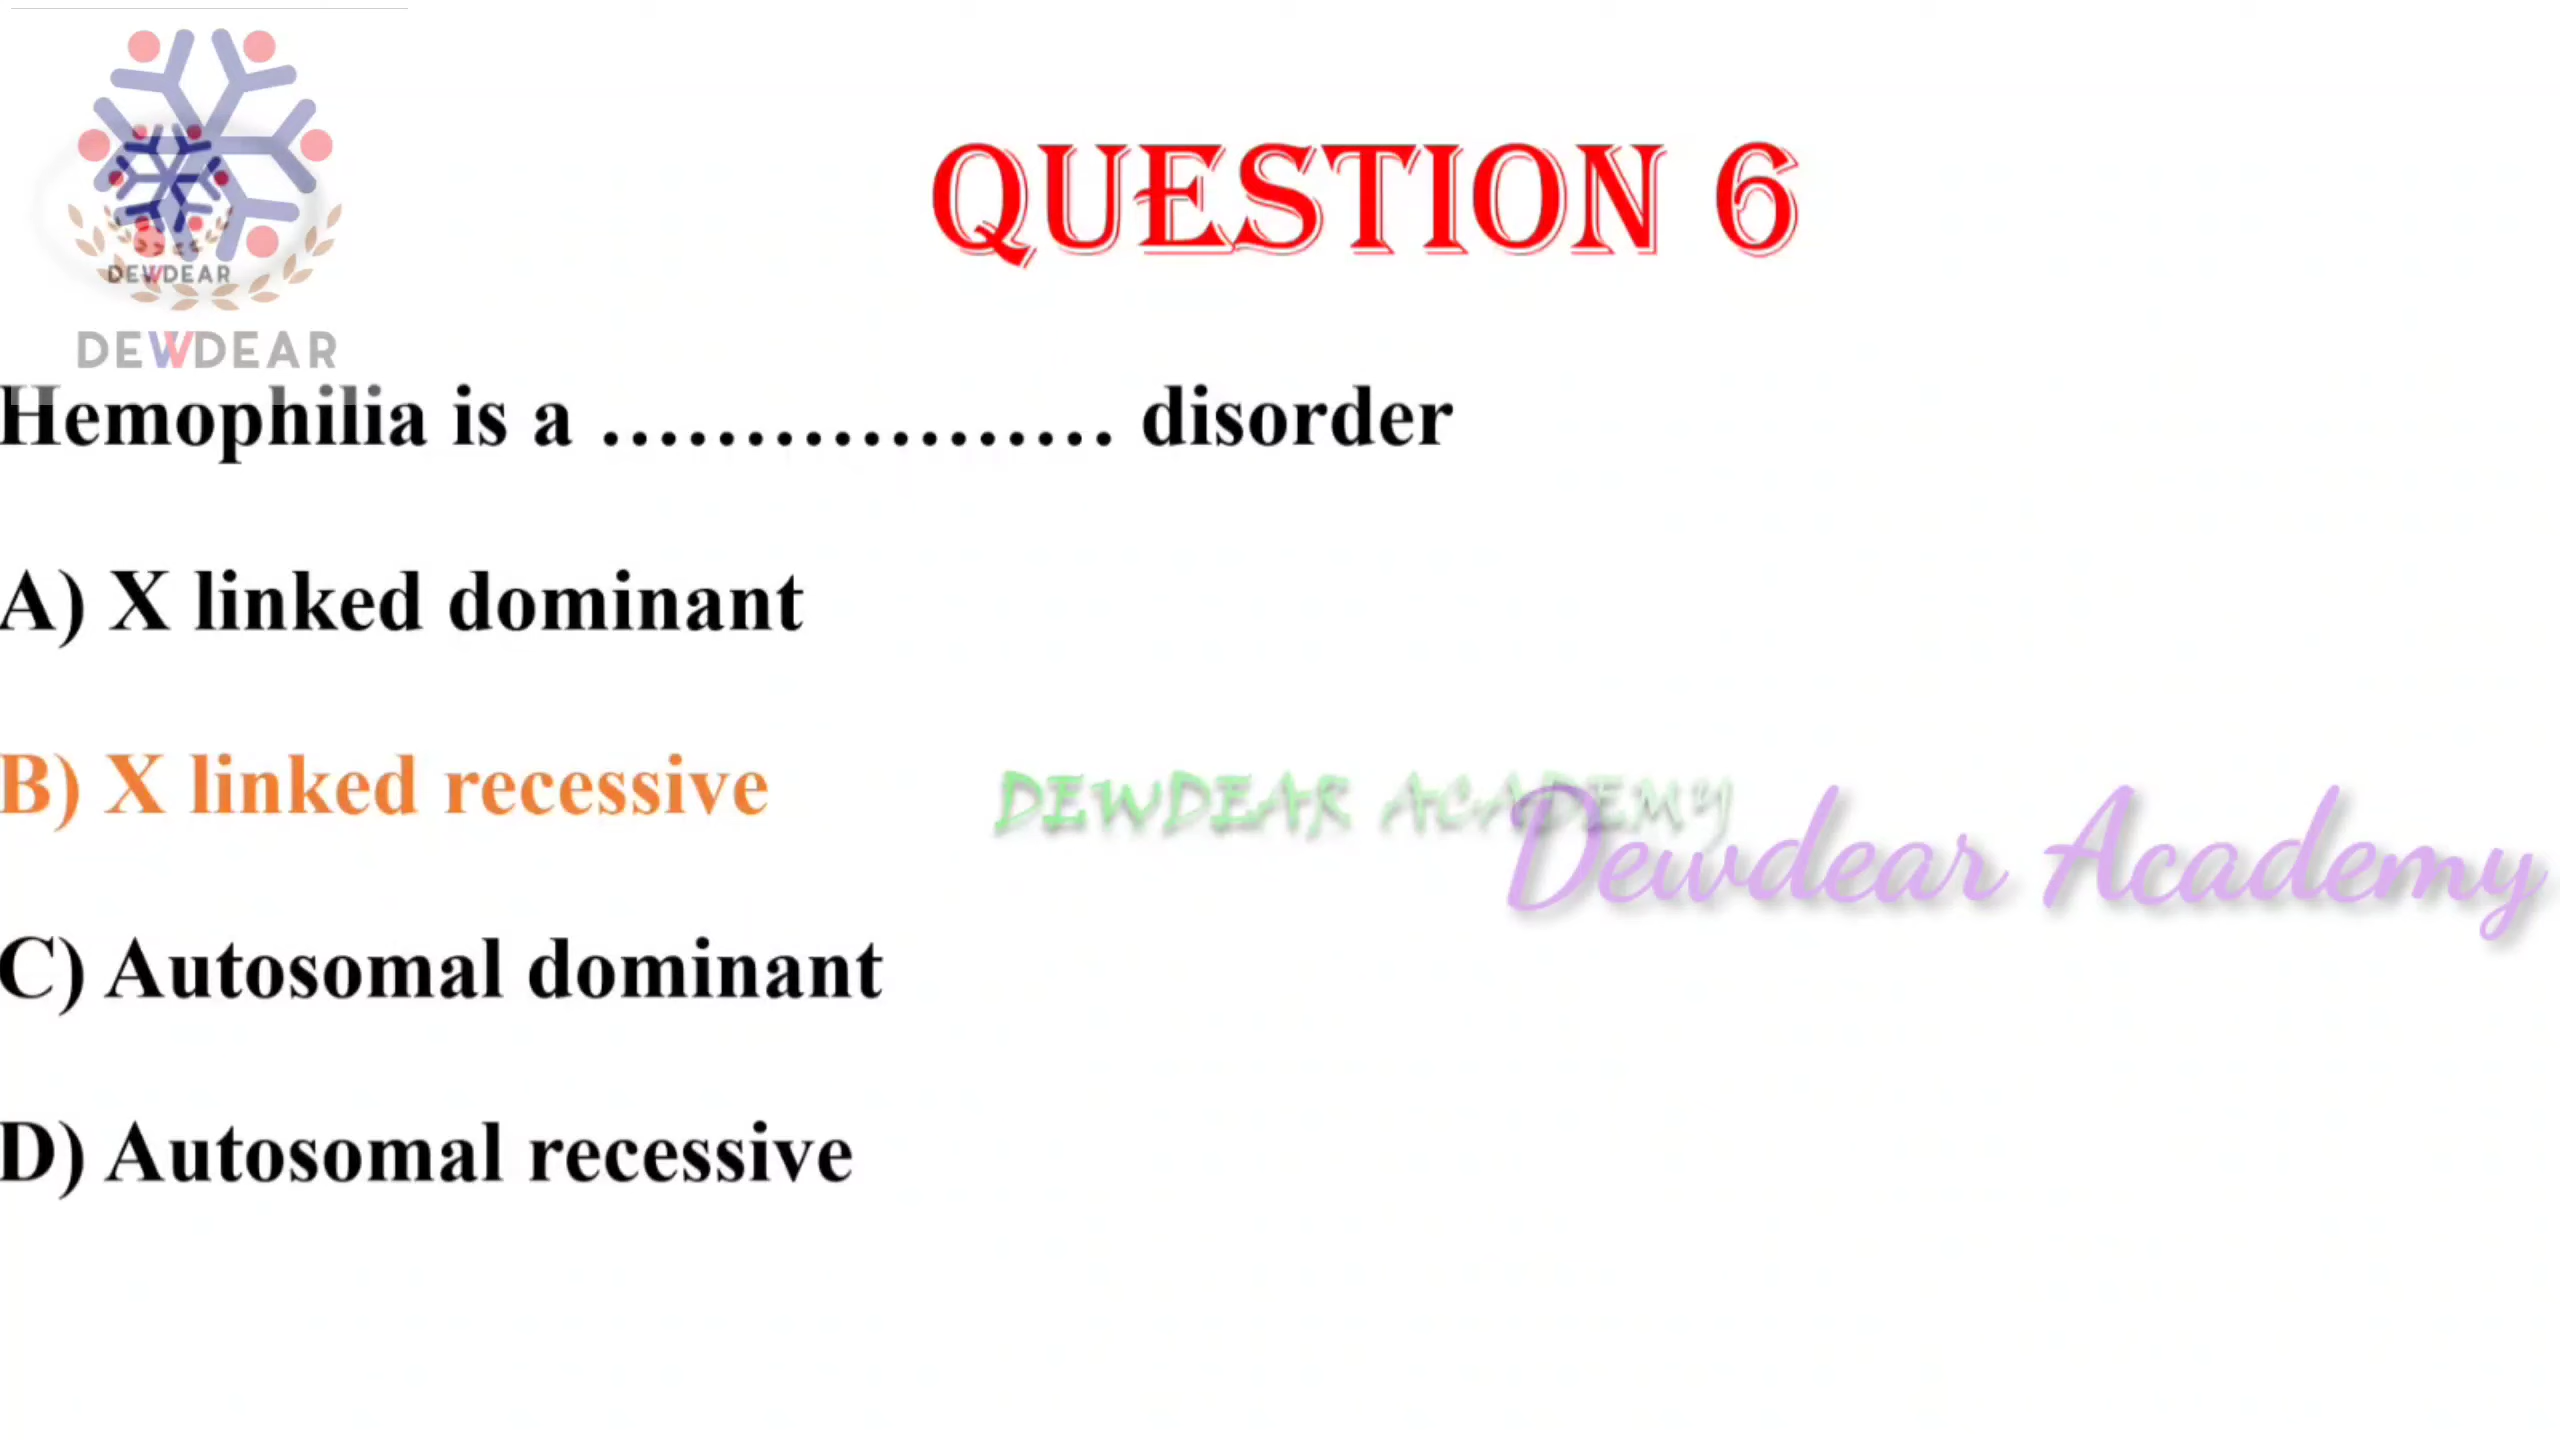 QUESTION 6
DEWDEAR
DEWDEAR
Hemophilia is a ……………… disorder
A) X linked dominant
B) X linked recessive
DEWDEAR ACADEMY
Dewdear Academy
C) Autosomal dominant
D) Autosomal recessive